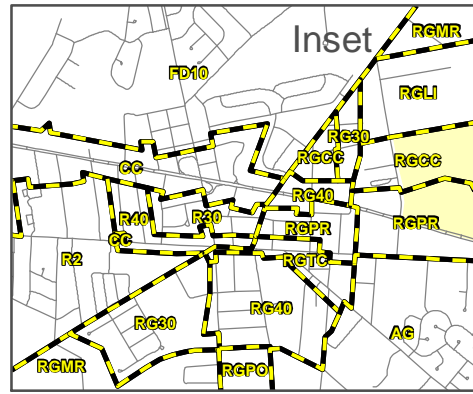 Inset
RGMR
FD10
RGLI
RG30
RGCC
RGCC
CC
RG40
R40
R30
RGPR
RGPR
CC
R2
RGTC
RG30
RG40
AG
RGMR
RGPO